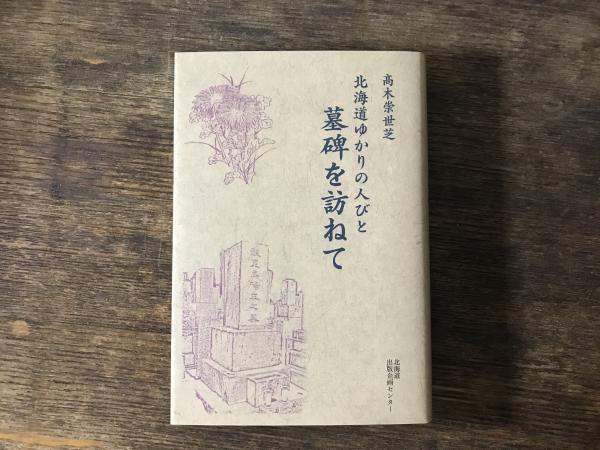 髙木崇世芝
北海道ゆかりの人びと
墓碑を訪ねて
北海道
出版企画センター